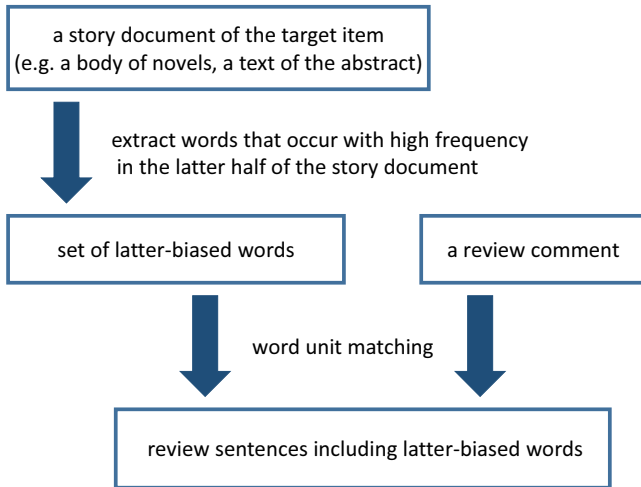 a story document of the target item
(e.g. a body of novels, a text of the abstract)
extract words that occur with high frequency
in the latter half of the story document
set of latter-biased words
a review comment
word unit matching
review sentences including latter-biased words